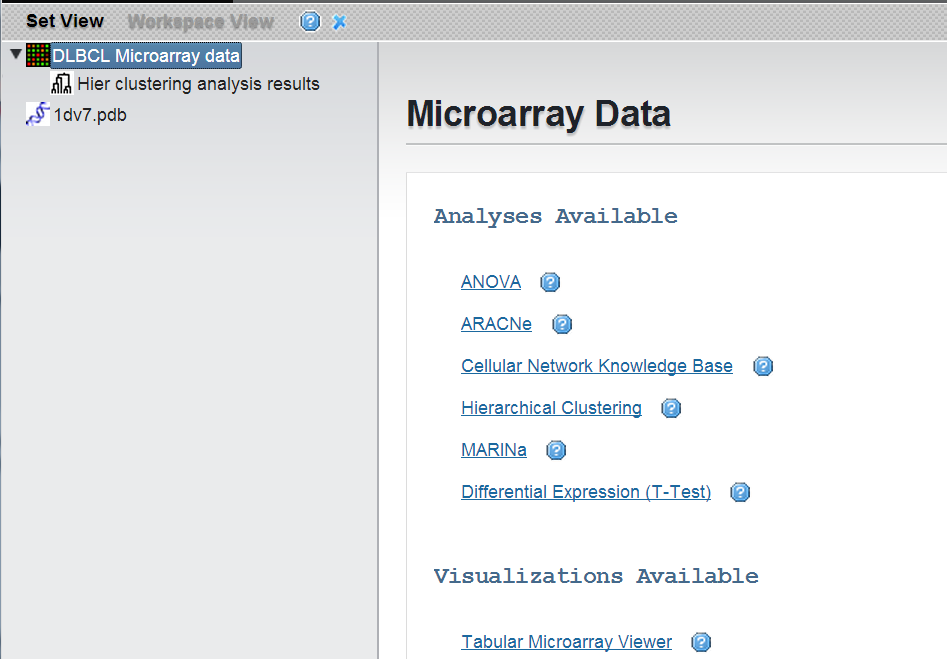 Set View Workspace View
DLBCL Microarray data
Hier clustering analysis results
1dv7.pdb
Microarray Data
Analyses Available
ANOVA
ARACNe
Cellular Network Knowledge Base
Hierarchical Clustering
MARINa
Differential Expression (T-Test)
Visualizations Available
Tabular Microarray Viewer